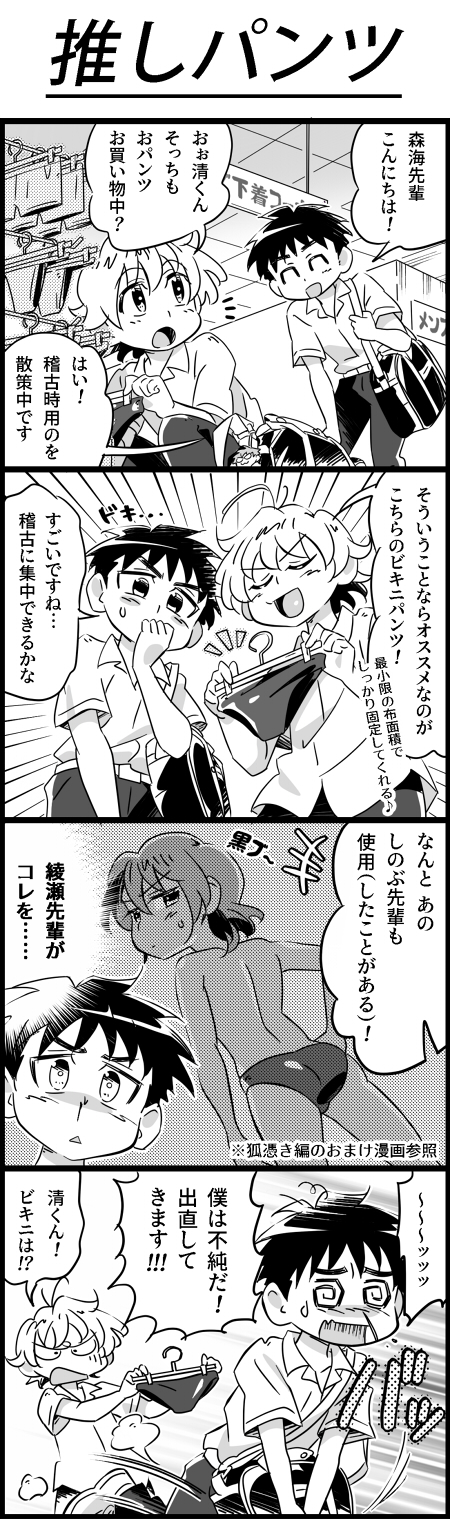 推しパンツ
森海先輩
こんにちは！
おぉ清くん
そっちも
おパンツ
お買い物中？
下着コー
メンズ
はい！
稽古時用のを
散策中です
そういうことならオススメなのが
こちらのビキニパンツ！
最小限の布面積で
しっかり固定してくれる♪
ドキ・・・
すごいですね…
稽古に集中できるかな
なんと あの
しのぶ先輩も
使用（したことがある）！
黒T〜
綾瀬先輩が
コレを……
※狐憑き編のおまけ漫画参照
〜〜〜ッッッ
僕は不純だ！
出直して
きます!!!
バッ
清くん！
ビキニは!?